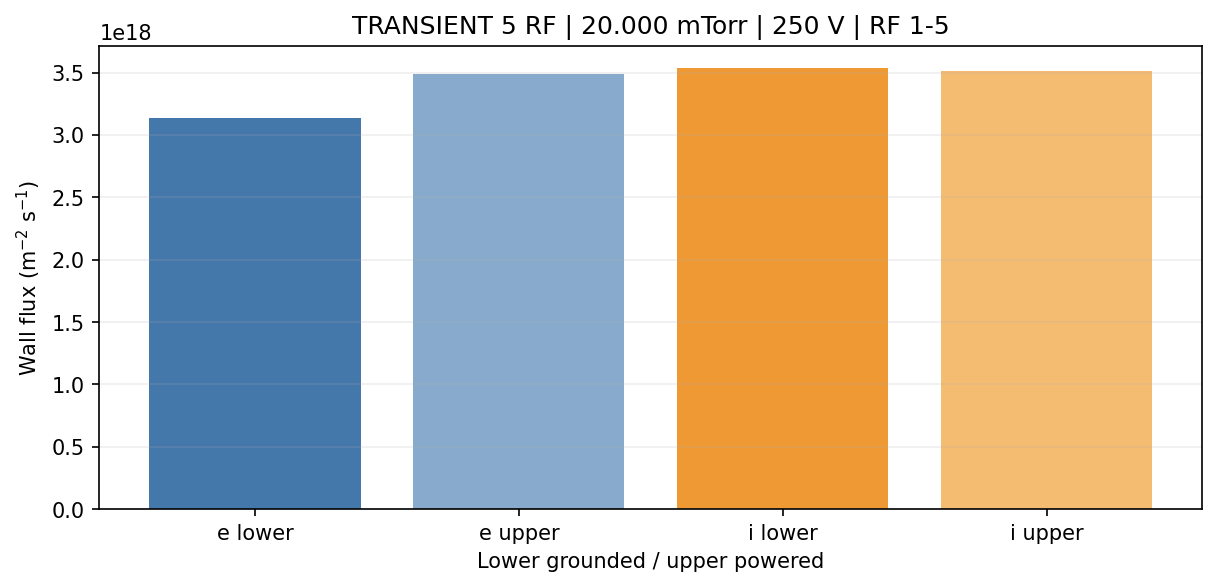 TRANSIENT 5 RF | 20.000 mTorr | 250 V | RF 1-5
1e18
3.5
3.0
2.5
2.0
1.5
1.0
0.5
0.0
Wall flux (m⁻² s⁻¹)
e lower e upper i lower i upper
Lower grounded / upper powered